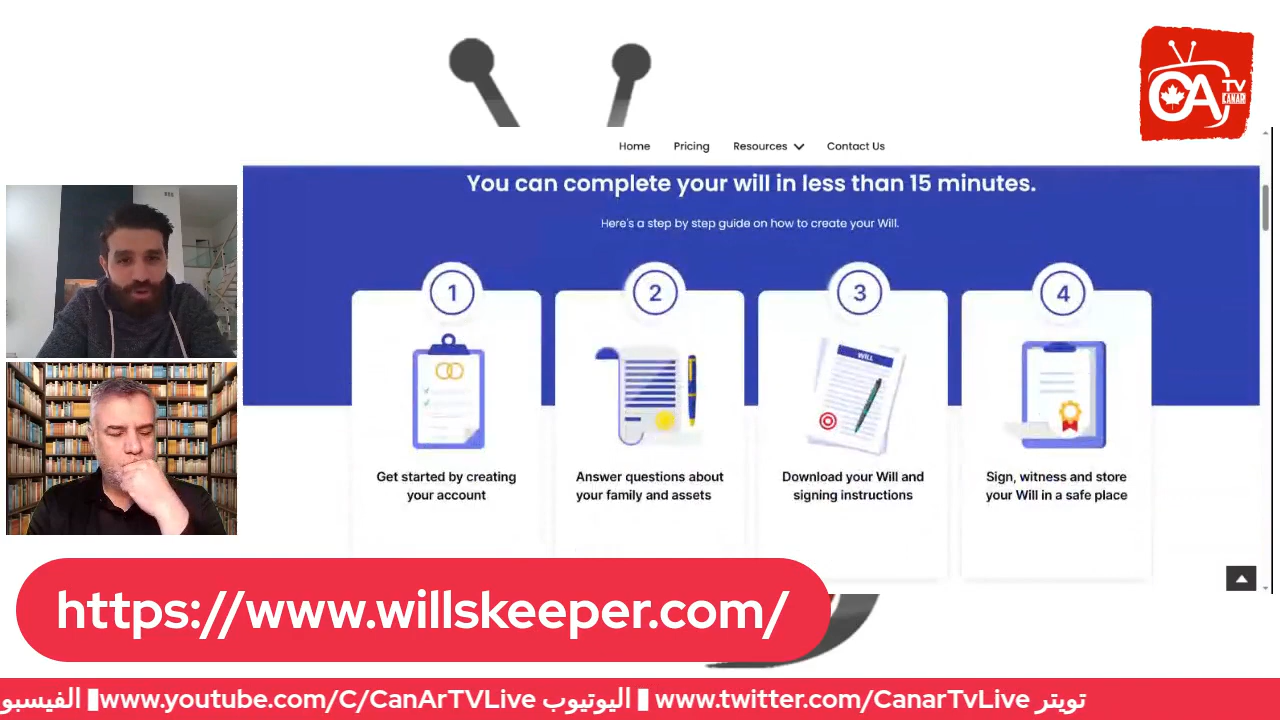 CA TV
CANAR
Home Pricing Resources Contact Us
You can complete your will in less than 15 minutes.
Here's a step by step guide on how to create your Will.
1 2 3 4
WILL
Get started by creating
your account
Answer questions about
your family and assets
Download your Will and
signing instructions
Sign, witness and store
your Will in a safe place
https://www.willskeeper.com/
تويتر www.twitter.com/CanarTvLive اليوتيوب www.youtube.com/C/CanArTVLive الفيسبو